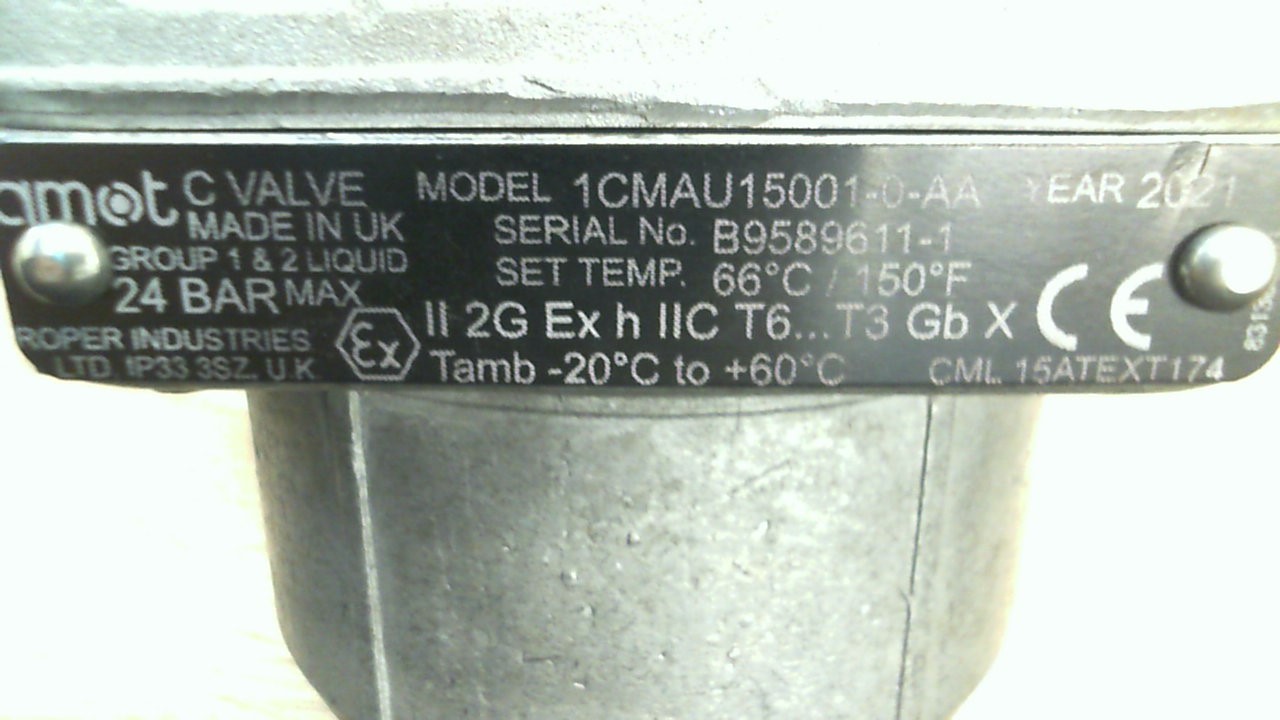 amot C VALVE MODEL 1CMAU15001-0-AA YEAR 2021
MADE IN UK SERIAL No. B9589611-1
GROUP 1 & 2 LIQUID SET TEMP. 66°C / 150°F
24 BAR MAX II 2G Ex h IIC T6...T3 Gb X CE
ROPER INDUSTRIES Ex
LTD. IP33 3SZ. U.K Tamb -20°C to +60°C CML 15ATEXT174